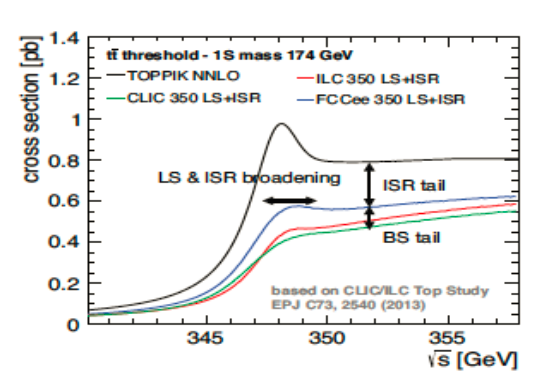 1.4
tt̄ threshold - 1S mass 174 GeV
TOPPIK NNLO
ILC 350 LS+ISR
CLIC 350 LS+ISR
FCCee 350 LS+ISR
cross section [pb]
1.2
1
0.8
LS & ISR broadening
ISR tail
0.6
BS tail
0.4
0.2
based on CLIC/ILC Top Study
EPJ C73, 2540 (2013)
0
345
350
355
√s [GeV]